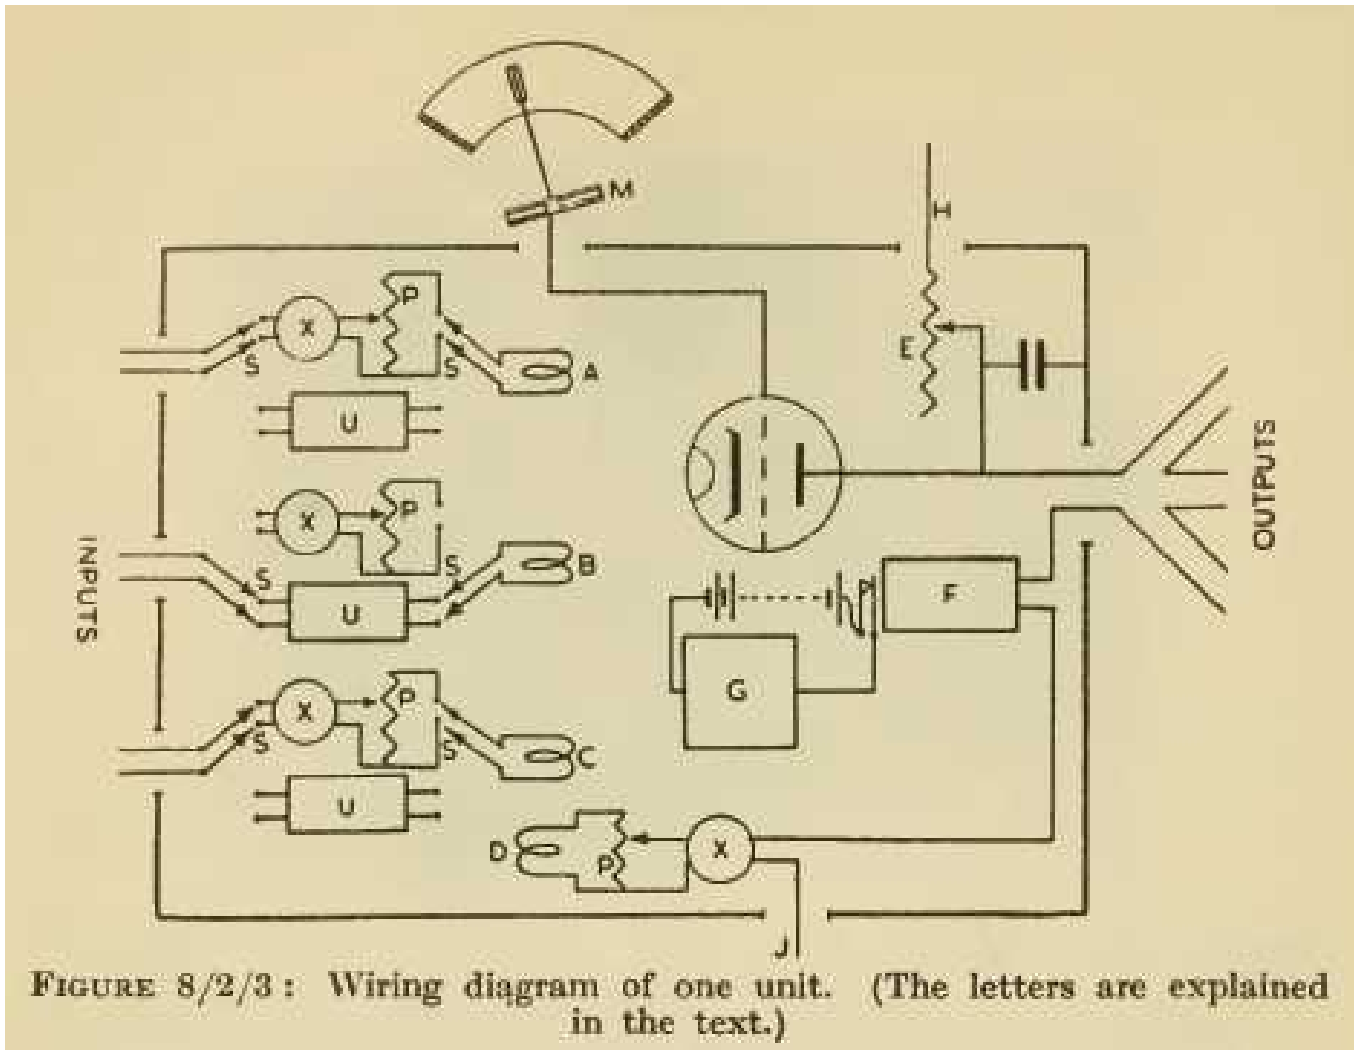 M
H
P
X
S
S
A
E
U
P
X
S
B
S
U
F
INPUTS
OUTPUTS
G
P
X
S
S
C
U
D
P
X
J
FIGURE 8/2/3 : Wiring diagram of one unit. (The letters are explained
in the text.)